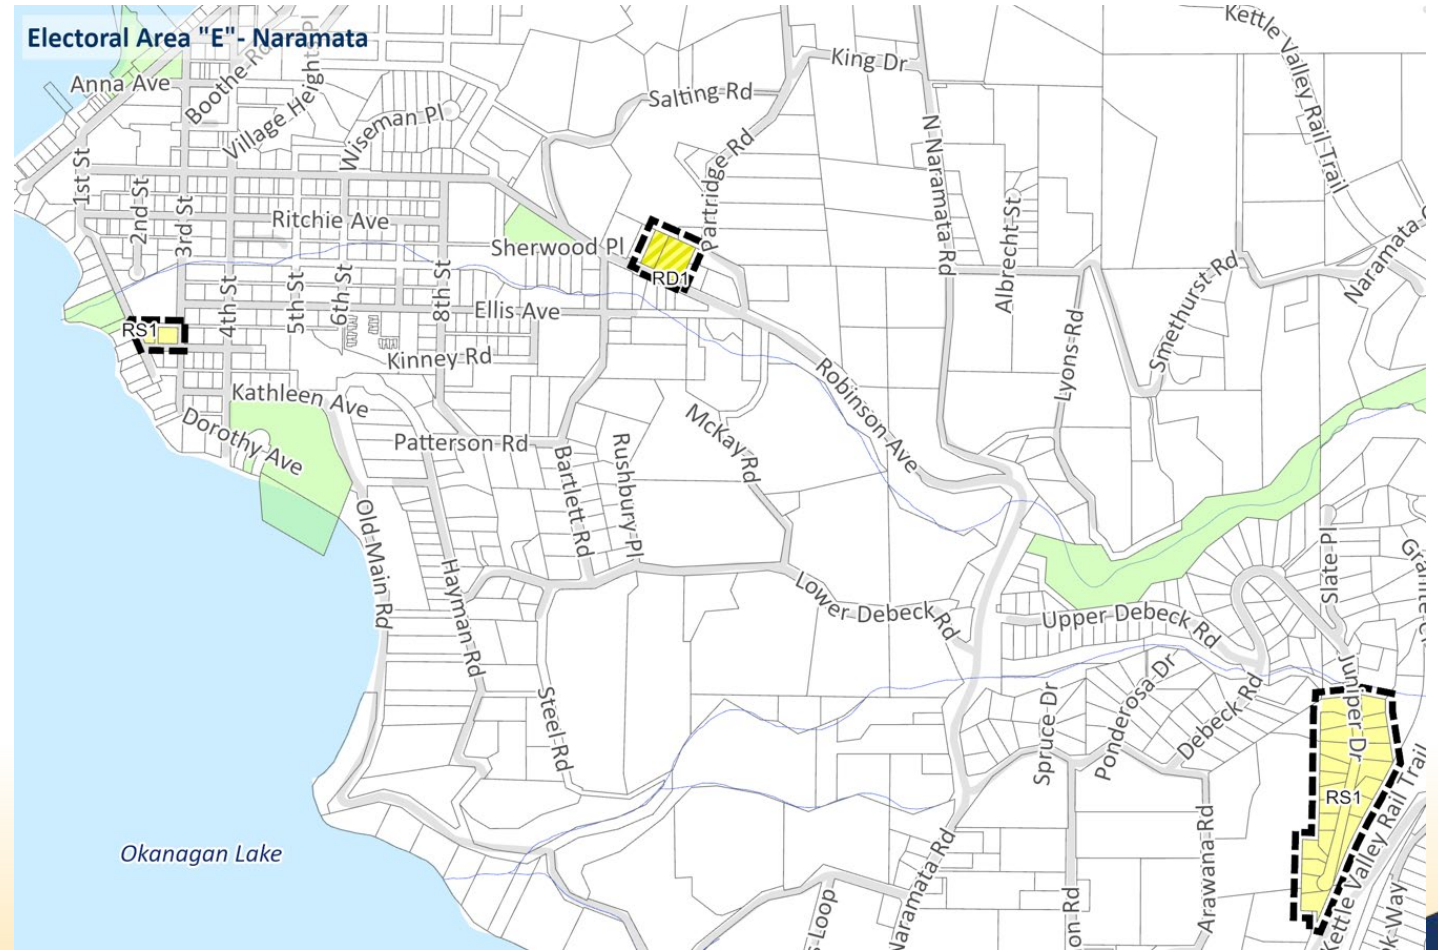 Electoral Area "E"- Naramata
Kettle Valley Rail Trail
King Dr
Anna Ave
Boothe Rd
Village Heights Pl
Salting Rd
Wiseman Pl
Partridge Rd
N Naramata Rd
1st St
2nd St
3rd St
Ritchie Ave
Albrecht St
Sherwood Pl
RD1
Smethurst Rd
Naramata
4th St
5th St
6th St
8th St
Ellis Ave
RS1
Kinney Rd
Lyons Rd
Robinson Ave
Kathleen Ave
Dorothy Ave
Patterson Rd
McKay Rd
Bartlett Rd
Rushbury Pl
Old Main Rd
Hayman Rd
Slate Pl
Lower Debeck Rd
Upper Debeck Rd
Steel Rd
Spruce Dr
Ponderosa Dr
Debeck Rd
Juniper Dr
RS1
Kettle Valley Rail Trail
Okanagan Lake
Naramata Rd
Arawana Rd
s Loop
on Rd
k Way